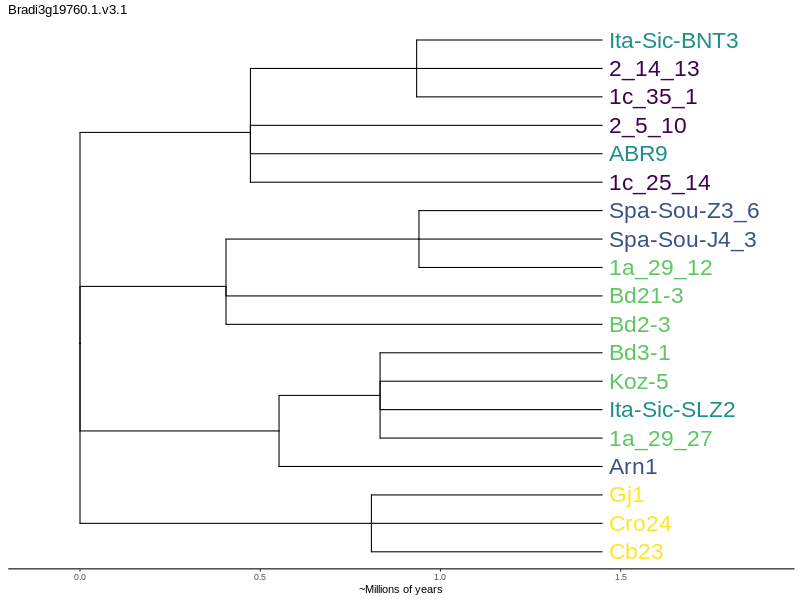 Bradi3g19760.1.v3.1
Ita-Sic-BNT3
2_14_13
1c_35_1
2_5_10
ABR9
1c_25_14
Spa-Sou-Z3_6
Spa-Sou-J4_3
1a_29_12
Bd21-3
Bd2-3
Bd3-1
Koz-5
Ita-Sic-SLZ2
1a_29_27
Arn1
Gj1
Cro24
Cb23
0.0 0.5 1.0 1.5
~Millions of years